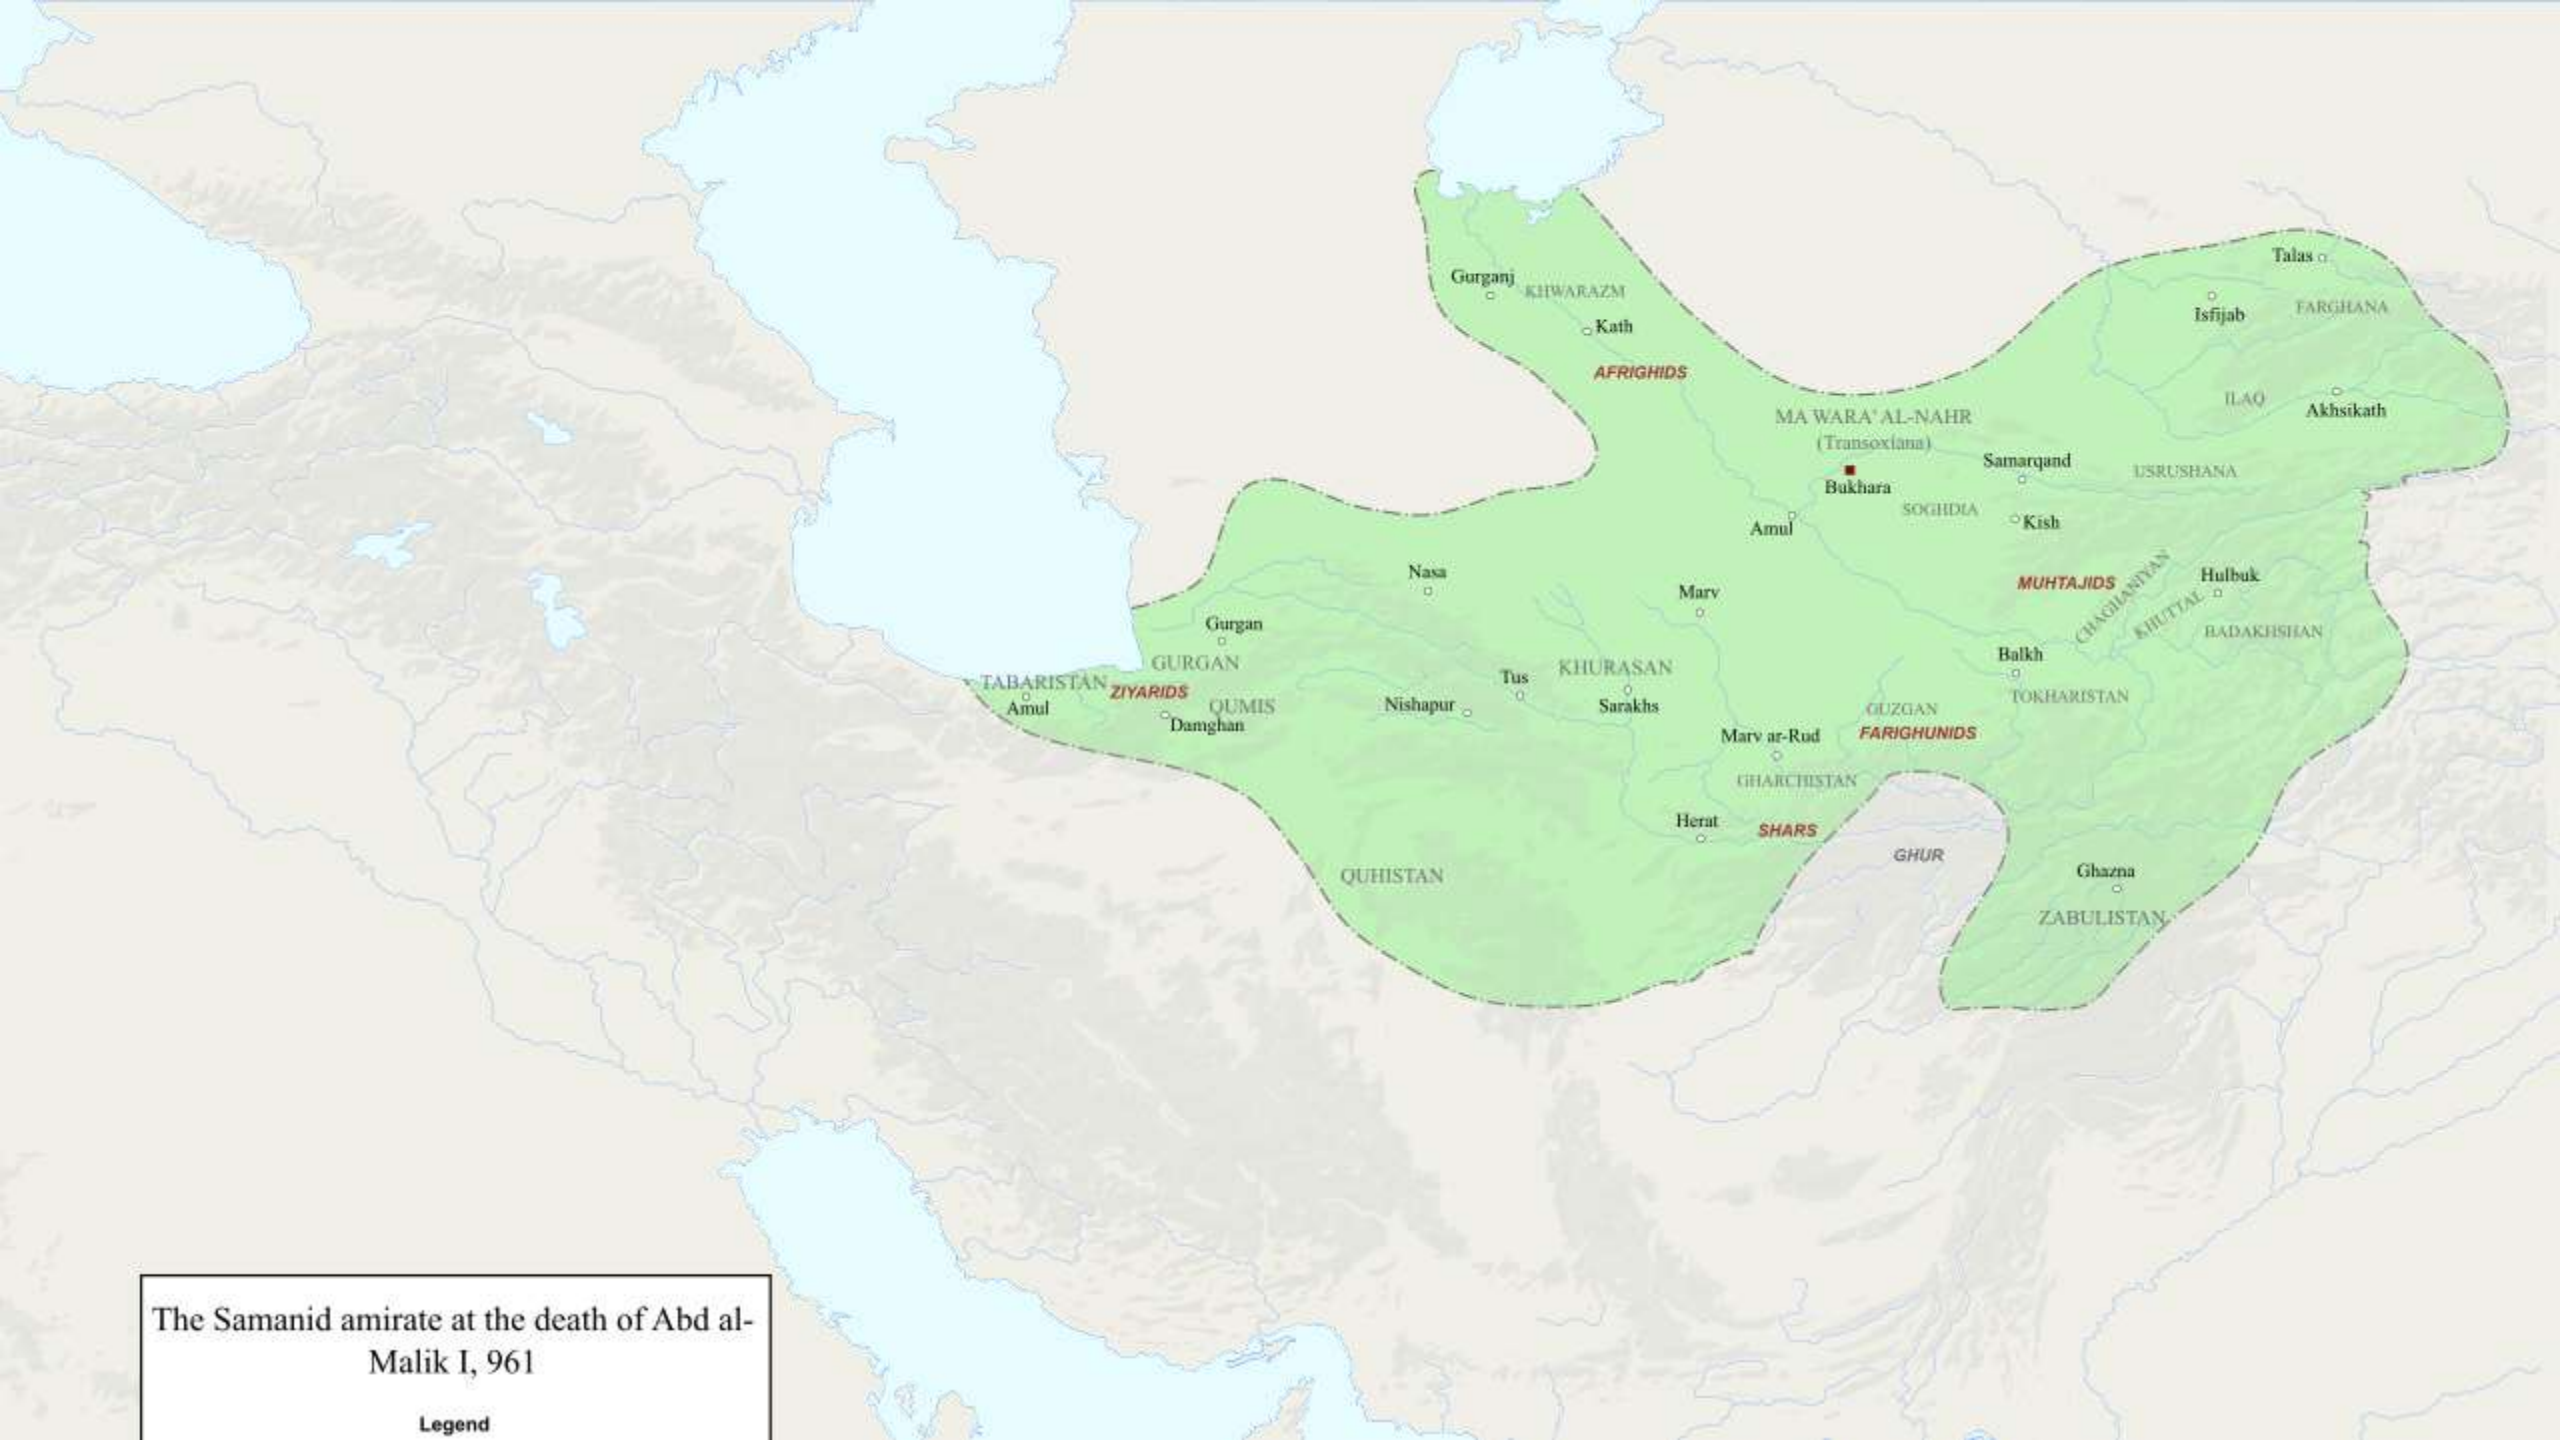 Talas
Gurganj
KHWARAZM
Isfijab
FARGHANA
Kath
AFRIGHIDS
ILAQ
Akhsikath
MA WARA' AL-NAHR
(Transoxiana)
Samarqand
USRUSHANA
Bukhara
SOGHDIA
Amul
Kish
Nasa
Marv
MUHTAJIDS
CHAGHANIYAN
Hulbuk
KHUTTAL
BADAKHSHAN
Gurgan
GURGAN
Balkh
TABARISTAN
ZIYARIDS
Amul
QUMIS
Damghan
Nishapur
Tus
KHURASAN
Sarakhs
TOKHARISTAN
GUZGAN
FARIGHUNIDS
Marv ar-Rud
GHARCHISTAN
Herat
SHARS
GHUR
QUHISTAN
Ghazna
ZABULISTAN
The Samanid amirate at the death of Abd al-
Malik I, 961
Legend